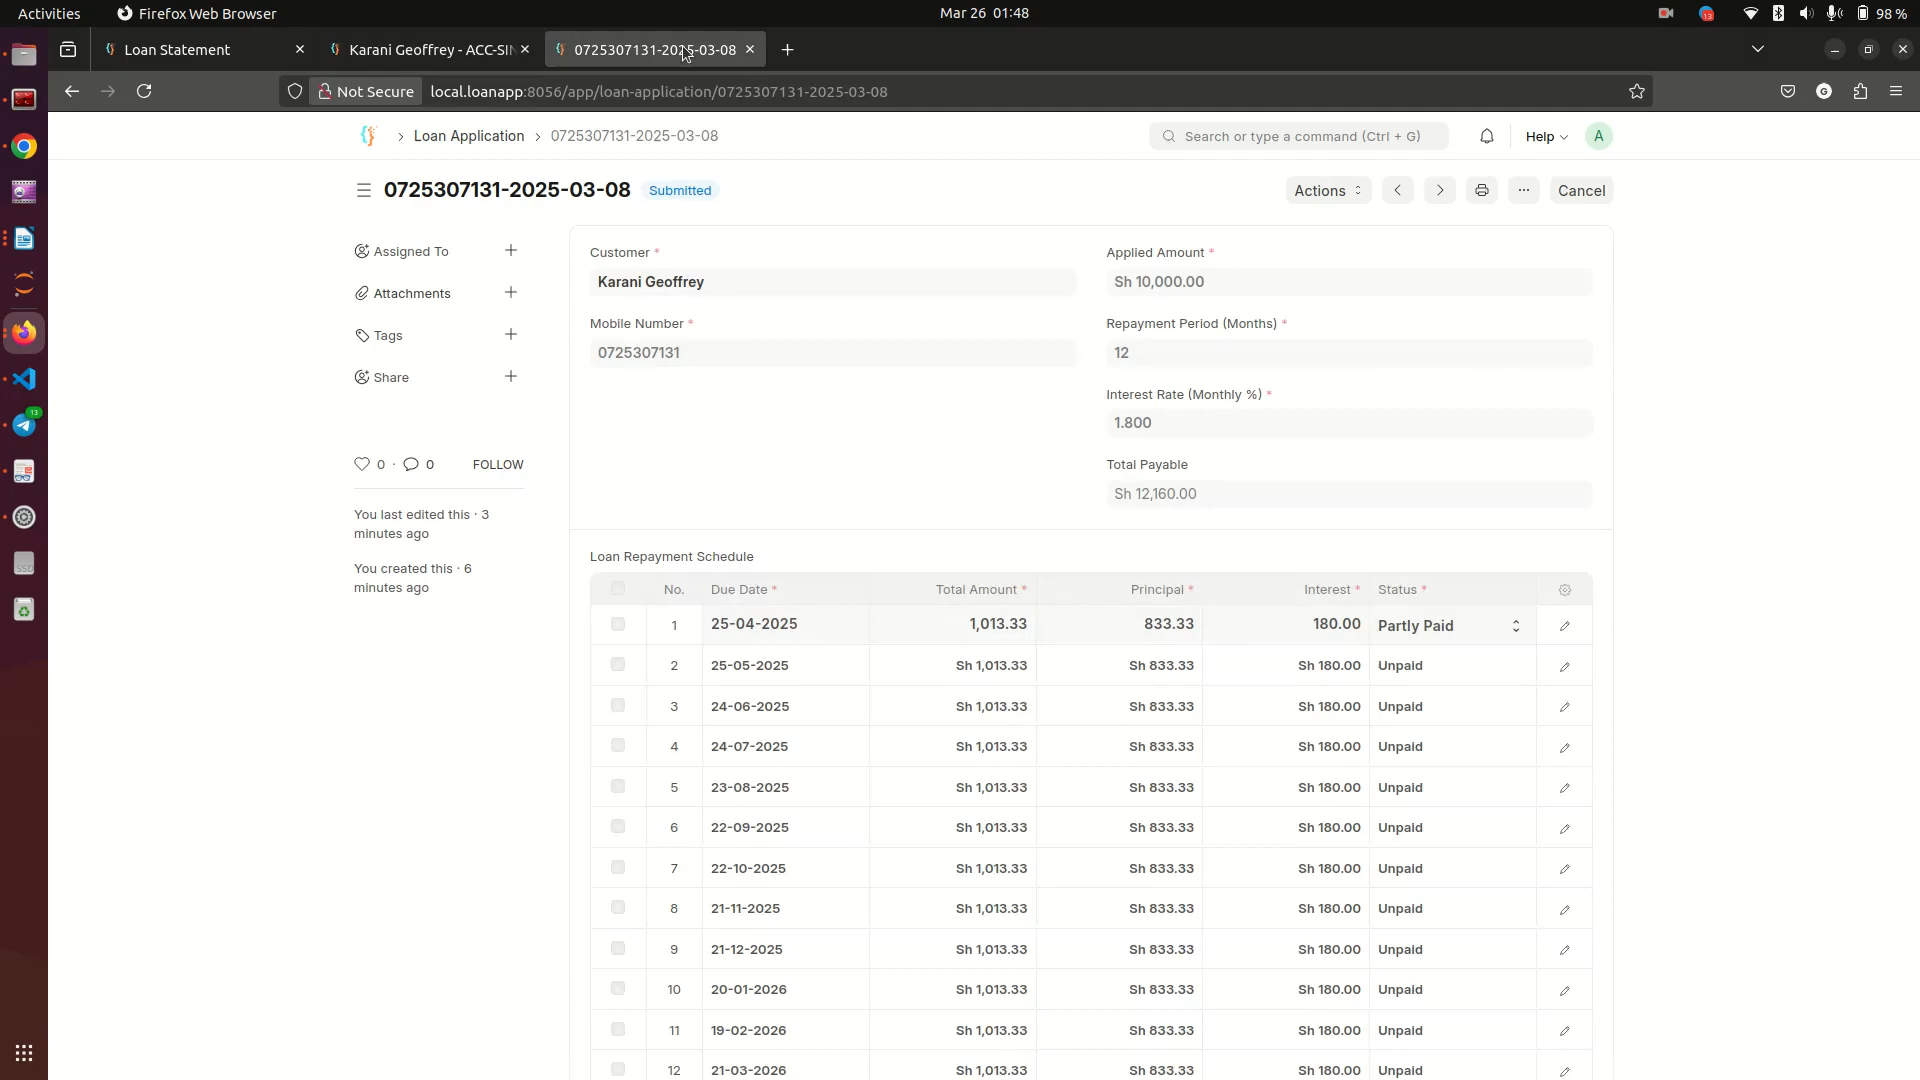 Activities Firefox Web Browser Mar 26 01:48 13 98 %
Loan Statement Karani Geoffrey - ACC-SIN 0725307131-2025-03-08
Not Secure local.loanapp:8056/app/loan-application/0725307131-2025-03-08 G
Loan Application 0725307131-2025-03-08 Search or type a command (Ctrl + G) Help A
0725307131-2025-03-08 Submitted Actions Cancel
Assigned To
Attachments
Tags
Share
0 · 0 FOLLOW
You last edited this · 3
minutes ago
You created this · 6
minutes ago
13
SSD
Customer *
Karani Geoffrey
Mobile Number *
0725307131
Applied Amount *
Sh 10,000.00
Repayment Period (Months) *
12
Interest Rate (Monthly %) *
1.800
Total Payable
Sh 12,160.00
Loan Repayment Schedule
No. Due Date * Total Amount * Principal * Interest * Status *
1 25-04-2025 1,013.33 833.33 180.00 Partly Paid
2 25-05-2025 Sh 1,013.33 Sh 833.33 Sh 180.00 Unpaid
3 24-06-2025 Sh 1,013.33 Sh 833.33 Sh 180.00 Unpaid
4 24-07-2025 Sh 1,013.33 Sh 833.33 Sh 180.00 Unpaid
5 23-08-2025 Sh 1,013.33 Sh 833.33 Sh 180.00 Unpaid
6 22-09-2025 Sh 1,013.33 Sh 833.33 Sh 180.00 Unpaid
7 22-10-2025 Sh 1,013.33 Sh 833.33 Sh 180.00 Unpaid
8 21-11-2025 Sh 1,013.33 Sh 833.33 Sh 180.00 Unpaid
9 21-12-2025 Sh 1,013.33 Sh 833.33 Sh 180.00 Unpaid
10 20-01-2026 Sh 1,013.33 Sh 833.33 Sh 180.00 Unpaid
11 19-02-2026 Sh 1,013.33 Sh 833.33 Sh 180.00 Unpaid
12 21-03-2026 Sh 1,013.33 Sh 833.33 Sh 180.00 Unpaid